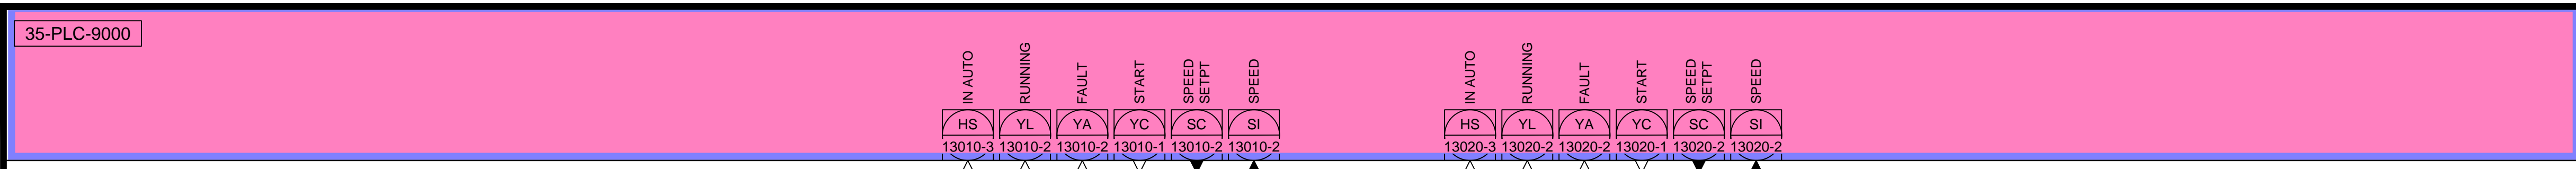 35-PLC-9000
IN AUTO
RUNNING
FAULT
START
SPEED
SETPT
SPEED
IN AUTO
RUNNING
FAULT
START
SPEED
SETPT
SPEED
HS YL YA YC SC SI HS YL YA YC SC SI
13010-3 13010-2 13010-2 13010-1 13010-2 13010-2 13020-3 13020-2 13020-2 13020-1 13020-2 13020-2